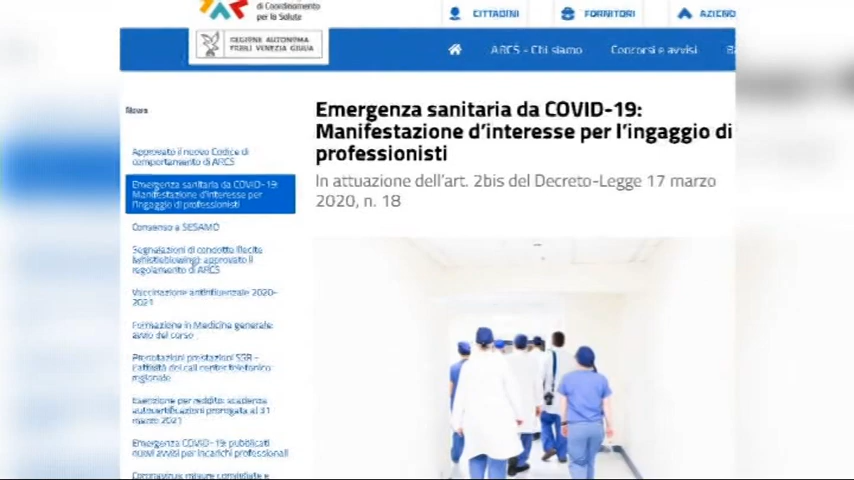 di Coordinamento
per la Salute
CITTADINI
FORNITORI
AZIEND
REGIONE AUTONOMA
FRIULI VENEZIA GIULIA
ARCS - Chi siamo
Concorsi e avvisi
News
Approvato il nuovo Codice di
comportamento di ARCS
Emergenza sanitaria da COVID-19:
Manifestazione d'interesse per
l'ingaggio di professionisti
Consenso a SESAMO
Segnalazioni di condotte illecite
(whistleblowing): approvato il
regolamento di ARCS
Vaccinazione antinfluenzale 2020-
2021
Formazione in Medicina generale:
avvio del corso
Prenotazioni prestazioni SSR -
L'attività del call center telefonico
regionale
Esenzione per reddito: scadenza
autocertificazioni prorogata al 31
marzo 2021
Emergenza COVID-19: pubblicati
nuovi avvisi per incarichi professionali
Coronavirus: misure consigliate e
Emergenza sanitaria da COVID-19:
Manifestazione d'interesse per l'ingaggio di
professionisti
In attuazione dell'art. 2bis del Decreto-Legge 17 marzo
2020, n. 18